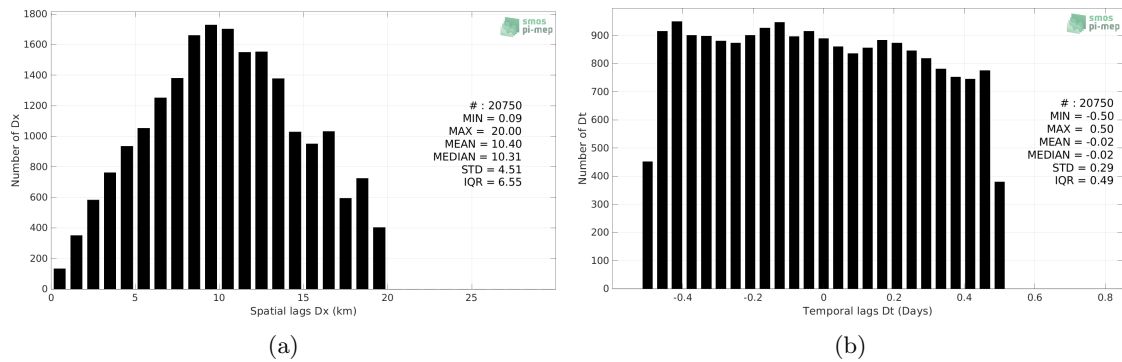 1800
1600
1400
1200
1000
800
600
400
200
0
Number of Dx
0 5 10 15 20 25
Spatial lags Dx (km)
smos
pi-mep
# : 20750
MIN = 0.09
MAX = 20.00
MEAN = 10.40
MEDIAN = 10.31
STD = 4.51
IQR = 6.55
(a)
900
800
700
600
500
400
300
200
100
0
Number of Dt
-0.4 -0.2 0 0.2 0.4 0.6 0.8
Temporal lags Dt (Days)
smos
pi-mep
# : 20750
MIN = -0.50
MAX = 0.50
MEAN = -0.02
MEDIAN = -0.02
STD = 0.29
IQR = 0.49
(b)